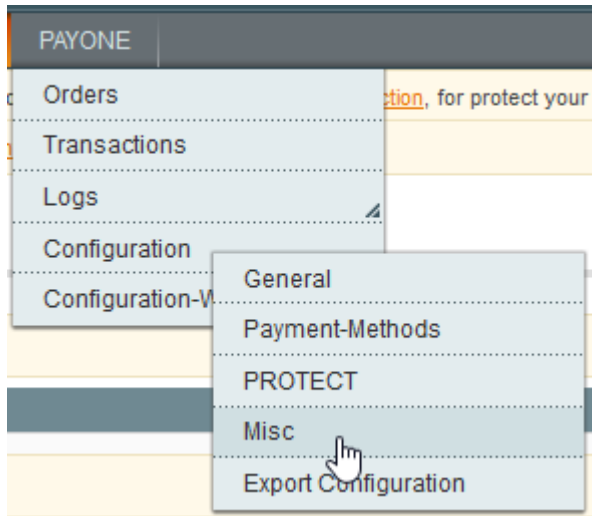 PAYONE
Orders
ction, for protect your
Transactions
Logs
Configuration
General
Configuration-W
Payment-Methods
PROTECT
Misc
Export Configuration